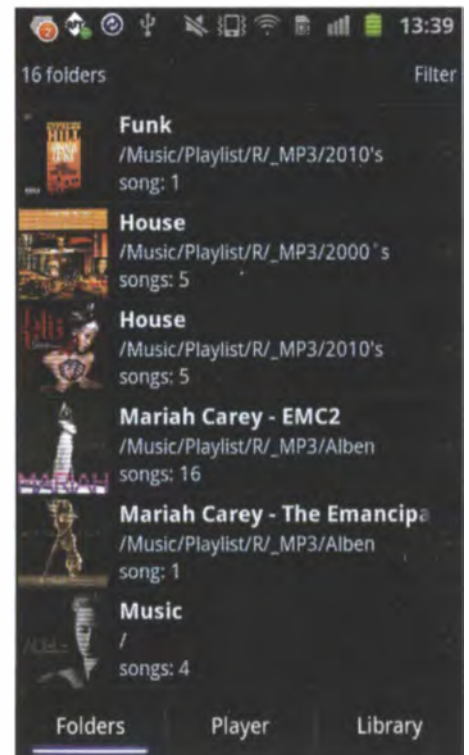 13:39
16 folders Filter
Funk
/Music/Playlist/R/_MP3/2010's
song: 1
House
/Music/Playlist/R/_MP3/2000`s
songs: 5
House
/Music/Playlist/R/_MP3/2010's
songs: 5
Mariah Carey - EMC2
/Music/Playlist/R/_MP3/Alben
songs: 16
MARIAH
Mariah Carey - The Emancipa
/Music/Playlist/R/_MP3/Alben
song: 1
Music
/
songs: 4
Folders Player Library